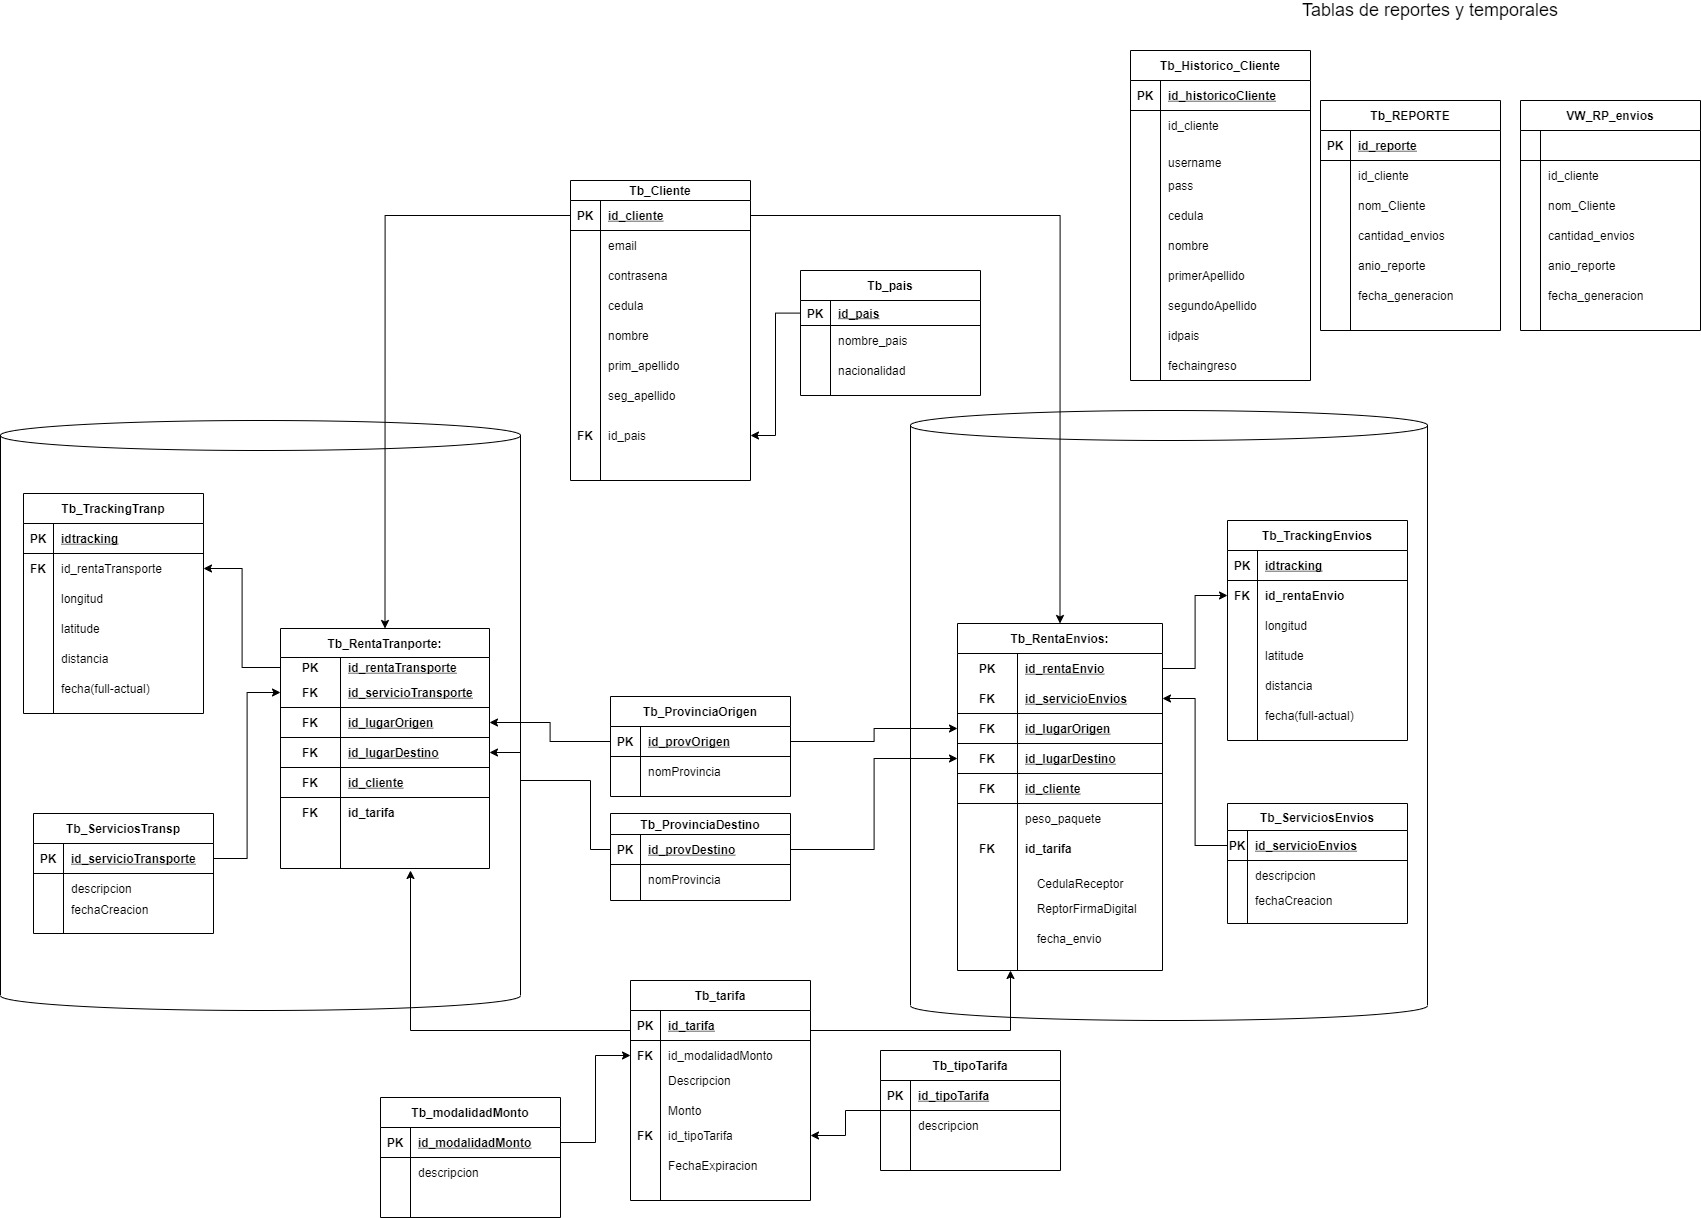 Tablas de reportes y temporales
Tb_Historico_Cliente
PK id_historicoCliente
id_cliente
username
pass
cedula
nombre
primerApellido
segundoApellido
idpais
fechaingreso
Tb_REPORTE
PK id_reporte
id_cliente
nom_Cliente
cantidad_envios
anio_reporte
fecha_generacion
VW_RP_envios
id_cliente
nom_Cliente
cantidad_envios
anio_reporte
fecha_generacion
Tb_Cliente
PK id_cliente
email
contrasena
cedula
nombre
prim_apellido
seg_apellido
FK id_pais
Tb_pais
PK id_pais
nombre_pais
nacionalidad
Tb_TrackingTranp
PK idtracking
FK id_rentaTransporte
longitud
latitude
distancia
fecha(full-actual)
Tb_RentaTranporte:
PK id_rentaTransporte
FK id_servicioTransporte
FK id_lugarOrigen
FK id_lugarDestino
FK id_cliente
FK id_tarifa
Tb_ServiciosTransp
PK id_servicioTransporte
descripcion
fechaCreacion
Tb_ProvinciaOrigen
PK id_provOrigen
nomProvincia
Tb_ProvinciaDestino
PK id_provDestino
nomProvincia
Tb_RentaEnvios:
PK id_rentaEnvio
FK id_servicioEnvios
FK id_lugarOrigen
FK id_lugarDestino
FK id_cliente
peso_paquete
FK id_tarifa
CedulaReceptor
ReptorFirmaDigital
fecha_envio
Tb_TrackingEnvios
PK idtracking
FK id_rentaEnvio
longitud
latitude
distancia
fecha(full-actual)
Tb_ServiciosEnvios
PK id_servicioEnvios
descripcion
fechaCreacion
Tb_tarifa
PK id_tarifa
FK id_modalidadMonto
Descripcion
Monto
FK id_tipoTarifa
FechaExpiracion
Tb_modalidadMonto
PK id_modalidadMonto
descripcion
Tb_tipoTarifa
PK id_tipoTarifa
descripcion